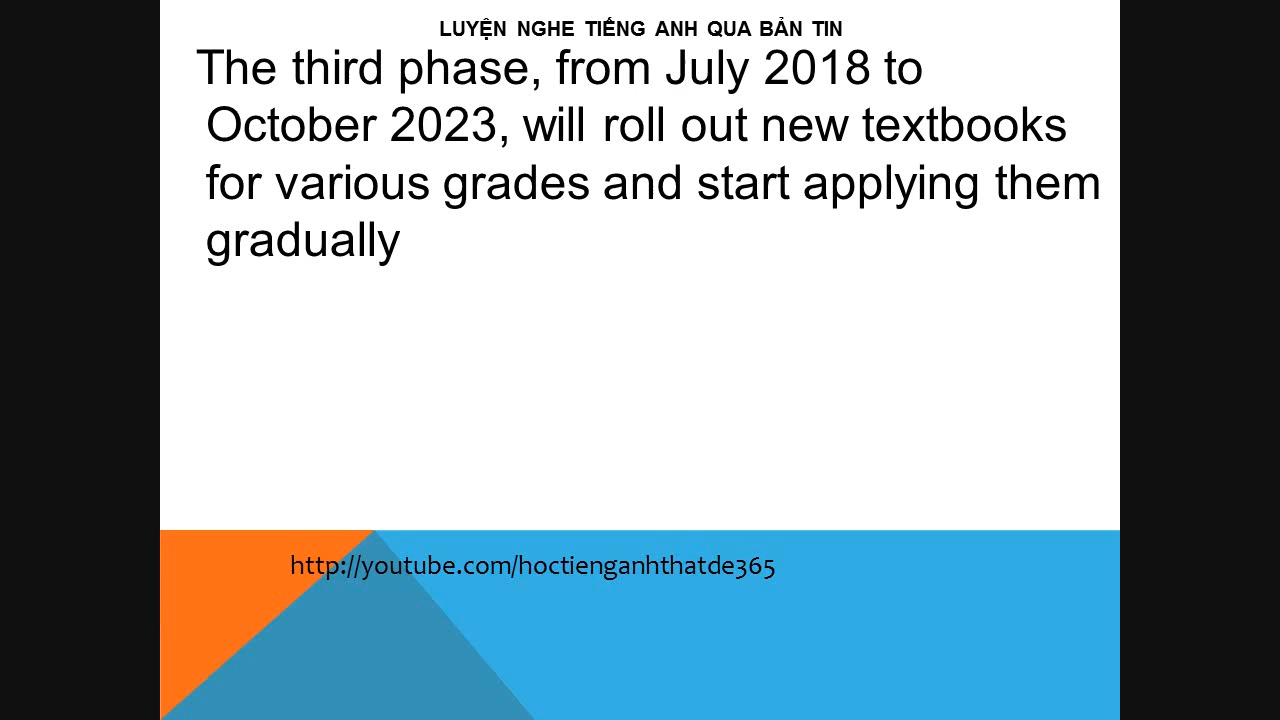 LUYỆN NGHE TIẾNG ANH QUA BẢN TIN
The third phase, from July 2018 to
October 2023, will roll out new textbooks
for various grades and start applying them
gradually
http://youtube.com/hoctienganhthatde365